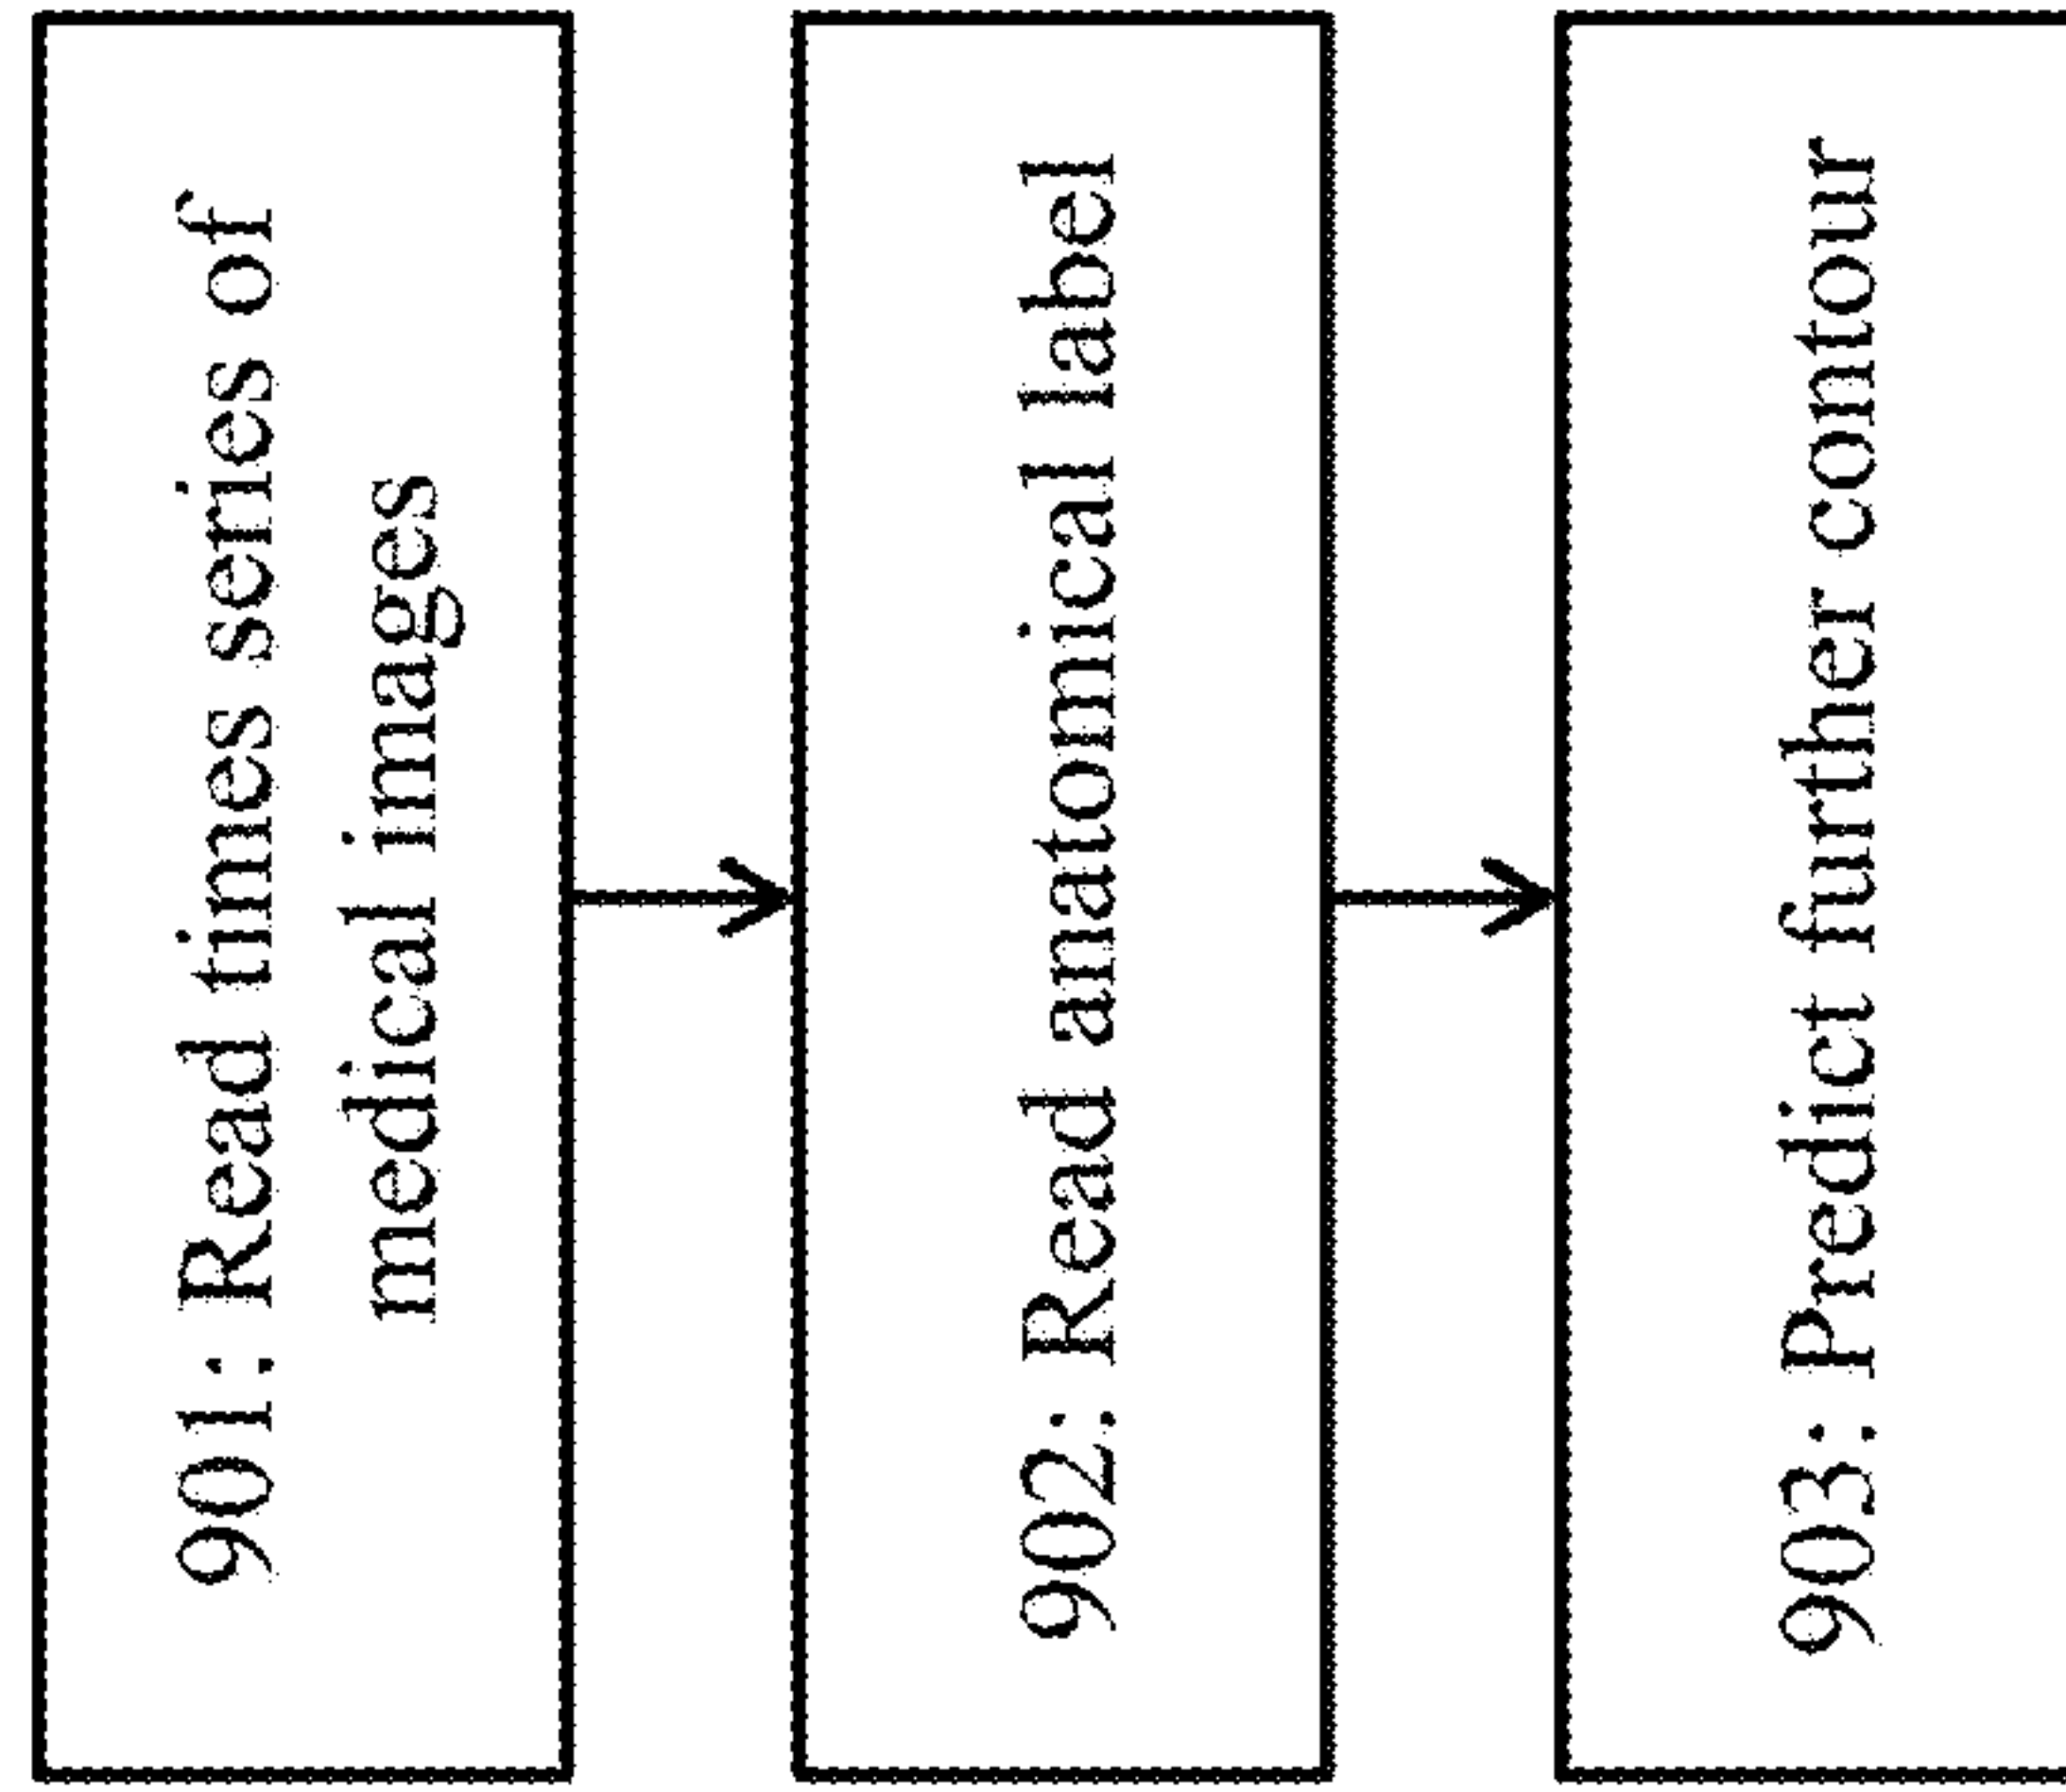 901: Read times series of
medical images
902: Read anatomical label
903: Predict further contour